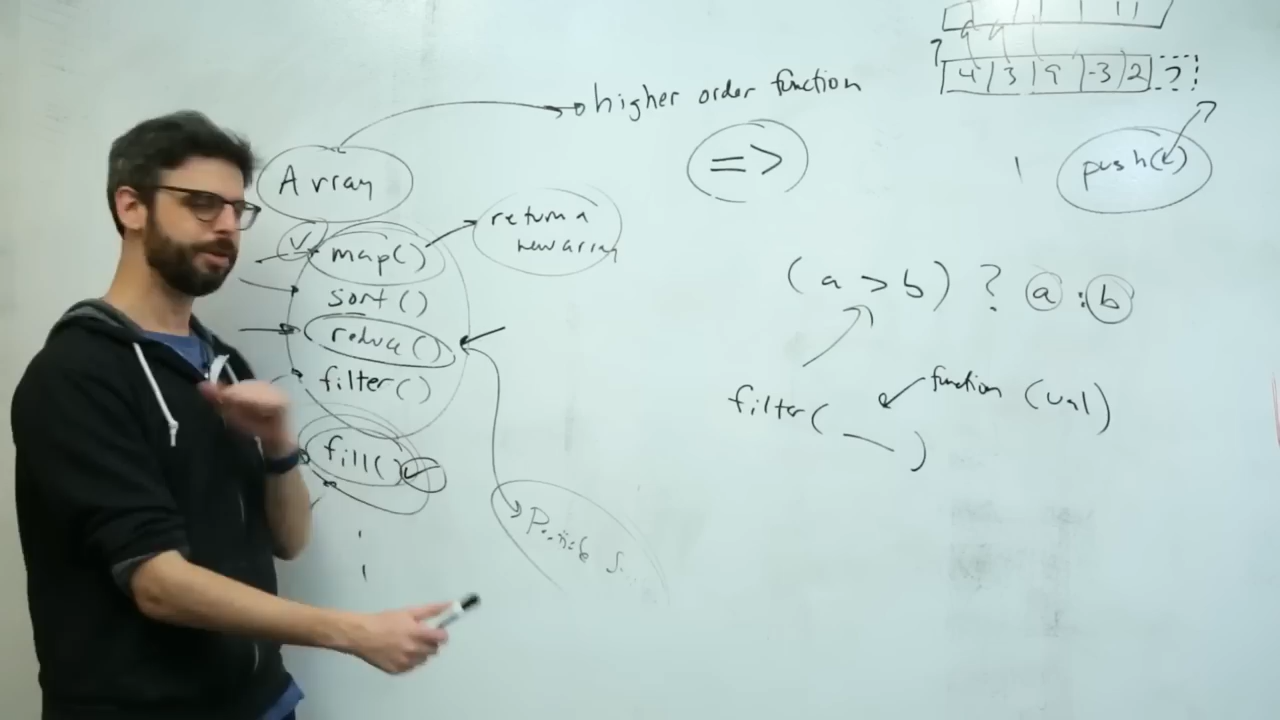 higher order function
Array
=>
4 3 9 -3 2 ?
?
push( )
map()
return a
new array
sort()
reduce()
filter()
fill()
(a > b) ? a : b
filter( )
function (val)